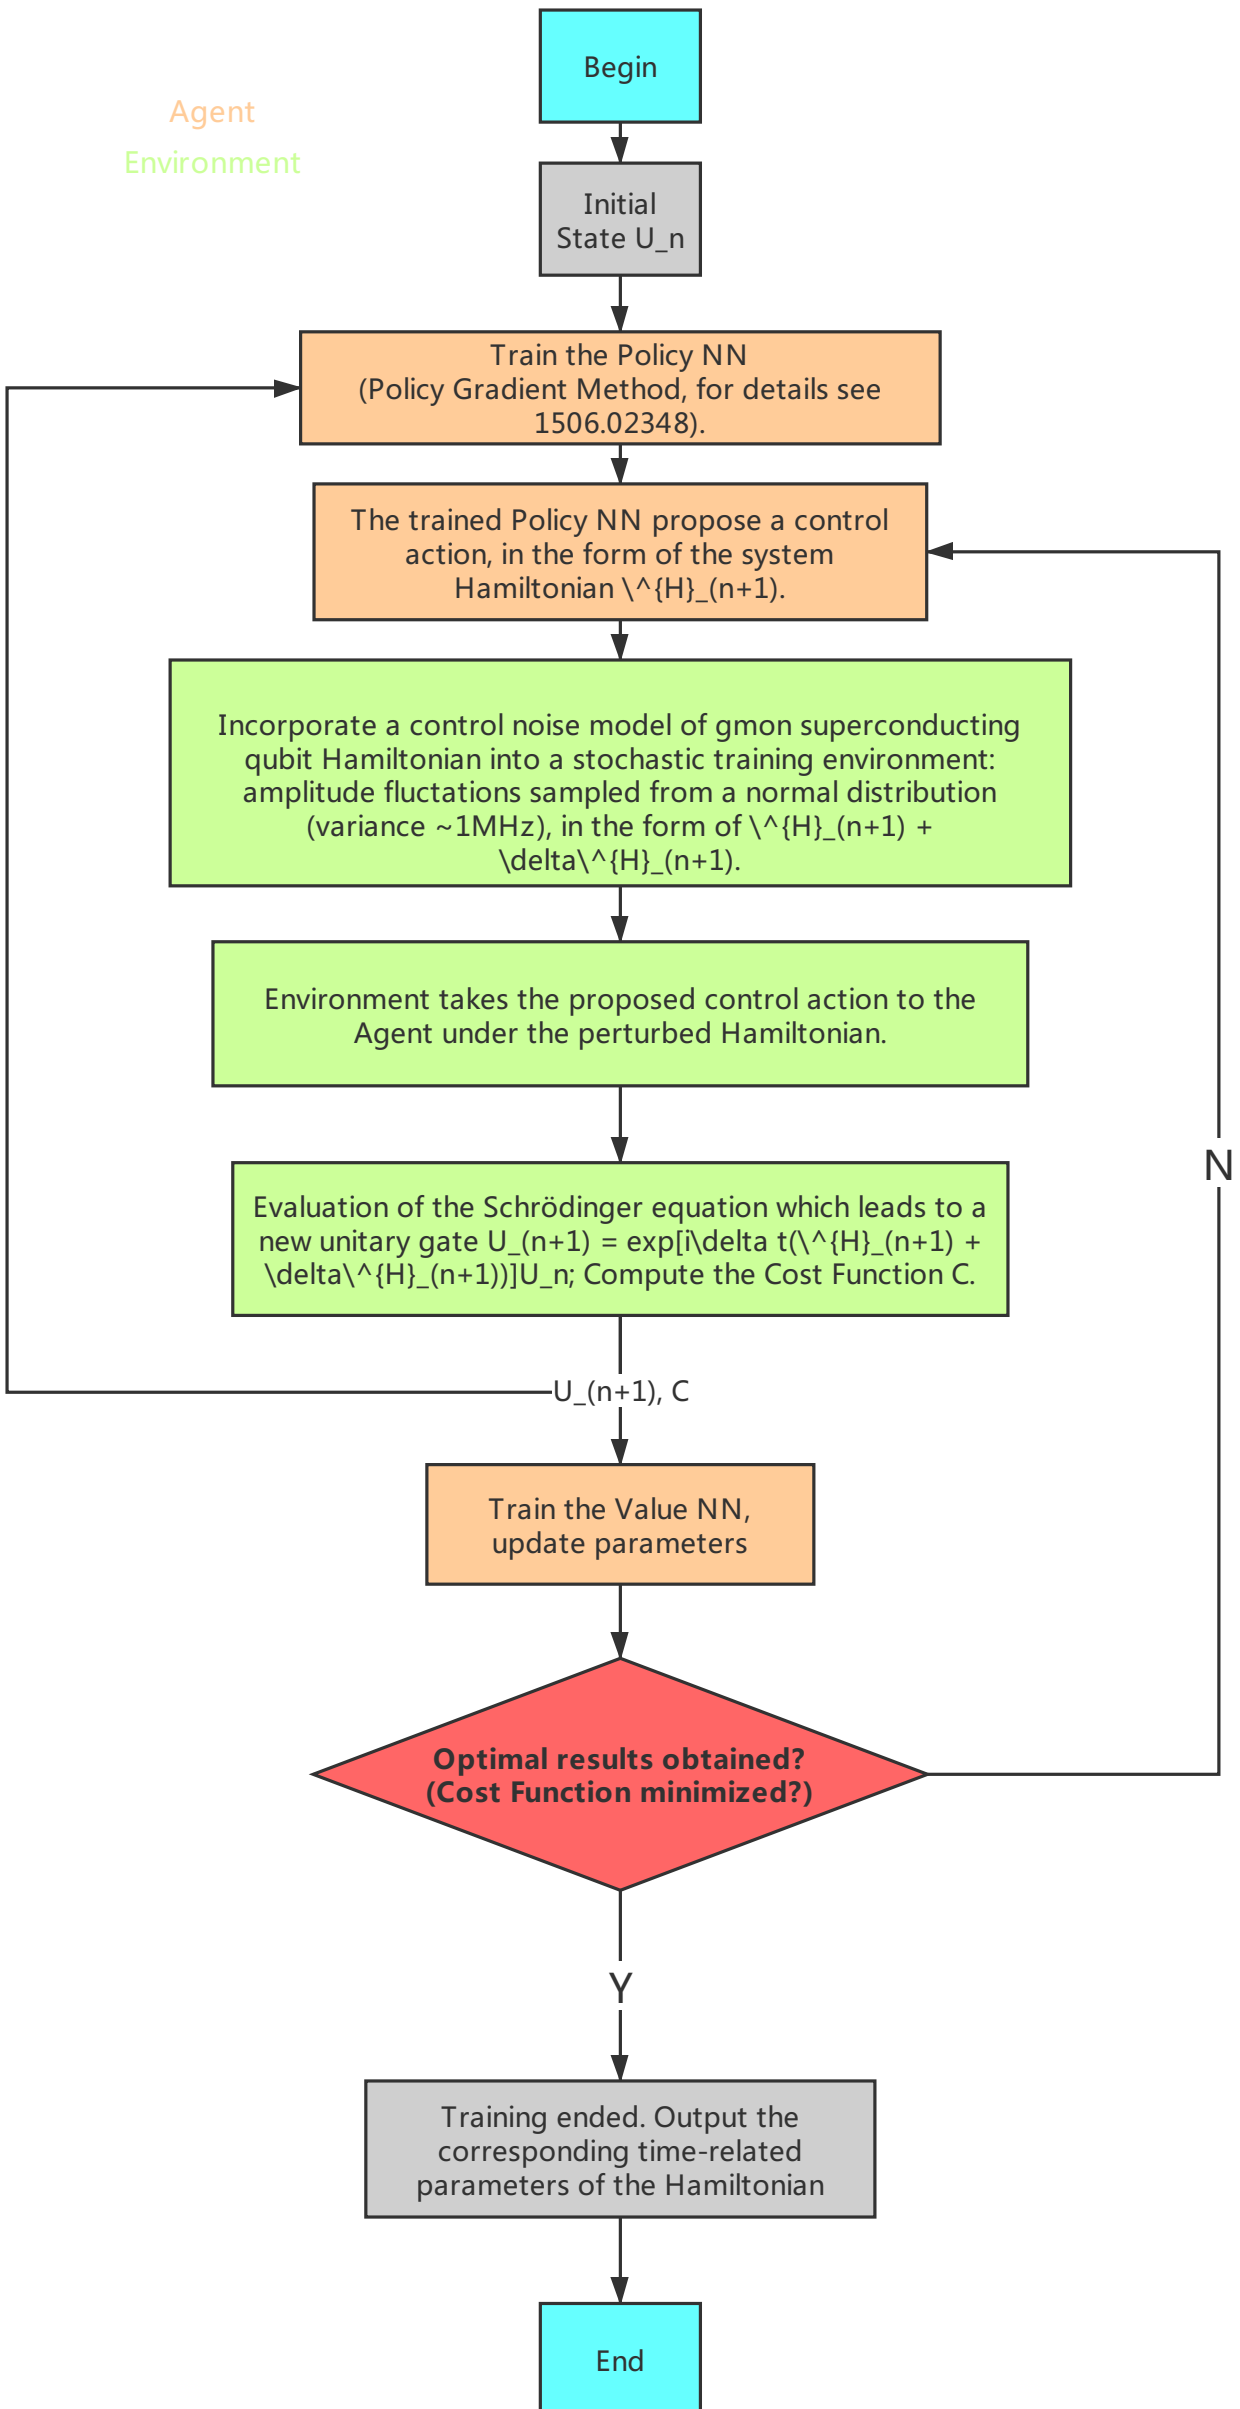 Begin
Agent
Environment
Initial
State U_n
Train the Policy NN
(Policy Gradient Method, for details see
1506.02348).
The trained Policy NN propose a control
action, in the form of the system
Hamiltonian \^{H}_(n+1).
Incorporate a control noise model of gmon superconducting
qubit Hamiltonian into a stochastic training environment:
amplitude fluctations sampled from a normal distribution
(variance ~1MHz), in the form of \^{H}_(n+1) +
\delta\^{H}_(n+1).
Environment takes the proposed control action to the
Agent under the perturbed Hamiltonian.
N
Evaluation of the Schrödinger equation which leads to a
new unitary gate U_(n+1) = exp[i\delta t(\^{H}_(n+1) +
\delta\^{H}_(n+1))]U_n; Compute the Cost Function C.
U_(n+1), C
Train the Value NN,
update parameters
Optimal results obtained?
(Cost Function minimized?)
Y
Training ended. Output the
corresponding time-related
parameters of the Hamiltonian
End